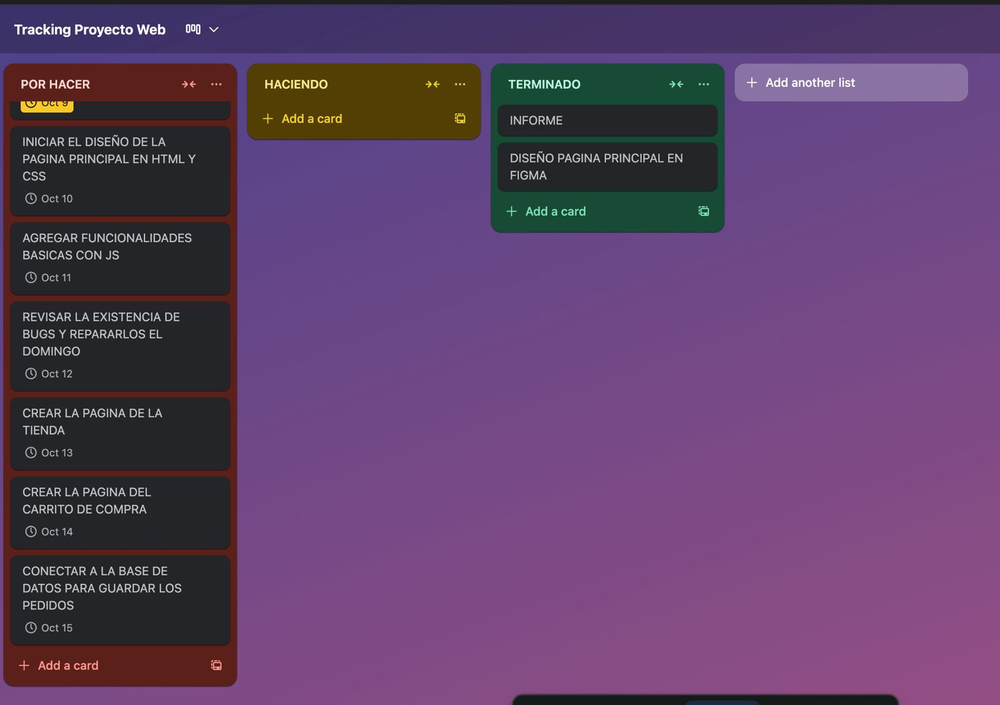 Tracking Proyecto Web
POR HACER
Oct 9
INICIAR EL DISEÑO DE LA
PAGINA PRINCIPAL EN HTML Y
CSS
Oct 10
AGREGAR FUNCIONALIDADES
BASICAS CON JS
Oct 11
REVISAR LA EXISTENCIA DE
BUGS Y REPARARLOS EL
DOMINGO
Oct 12
CREAR LA PAGINA DE LA
TIENDA
Oct 13
CREAR LA PAGINA DEL
CARRITO DE COMPRA
Oct 14
CONECTAR A LA BASE DE
DATOS PARA GUARDAR LOS
PEDIDOS
Oct 15
Add a card
HACIENDO
Add a card
TERMINADO
INFORME
DISEÑO PAGINA PRINCIPAL EN
FIGMA
Add a card
Add another list